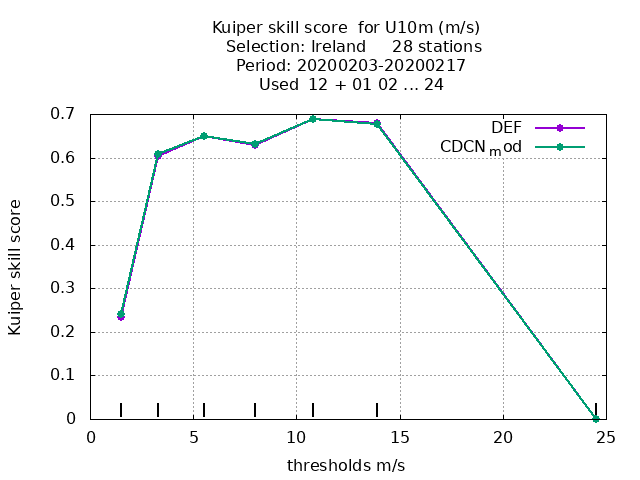 Kuiper skill score  for U10m (m/s)
Selection: Ireland     28 stations
Period: 20200203-20200217
Used  12 + 01 02 ... 24
DEF
CDCNmod
0.7
0.6
0.5
0.4
0.3
0.2
0.1
0
Kuiper skill score
0 5 10 15 20 25
thresholds m/s